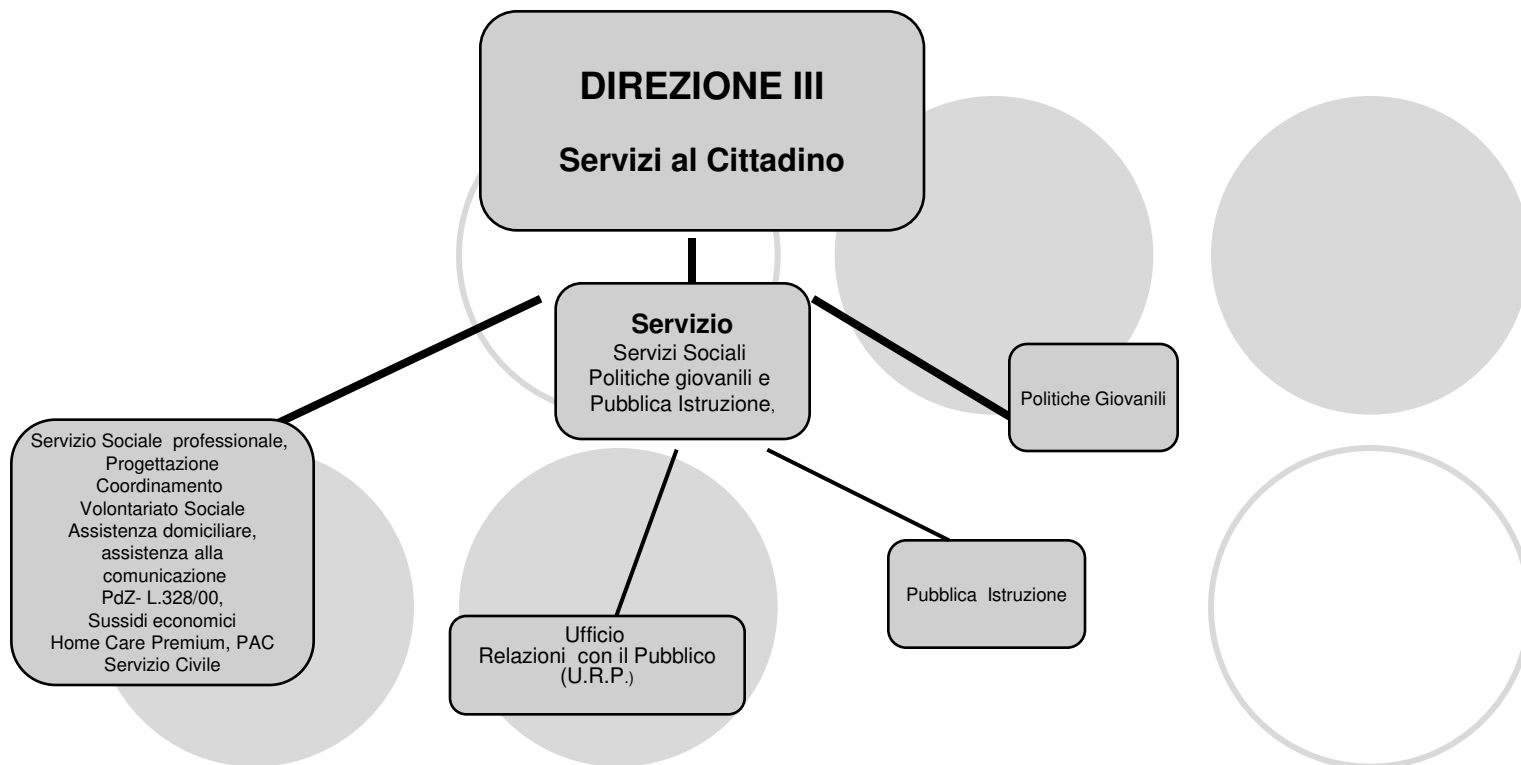 DIREZIONE III
Servizi al Cittadino
Servizio
Servizi Sociali
Politiche giovanili e
Pubblica Istruzione,
Politiche Giovanili
Servizio Sociale professionale,
Progettazione
Coordinamento
Volontariato Sociale
Assistenza domiciliare,
assistenza alla
comunicazione
PdZ- L.328/00,
Sussidi economici
Home Care Premium, PAC
Servizio Civile
Pubblica Istruzione
Ufficio
Relazioni con il Pubblico
(U.R.P.)